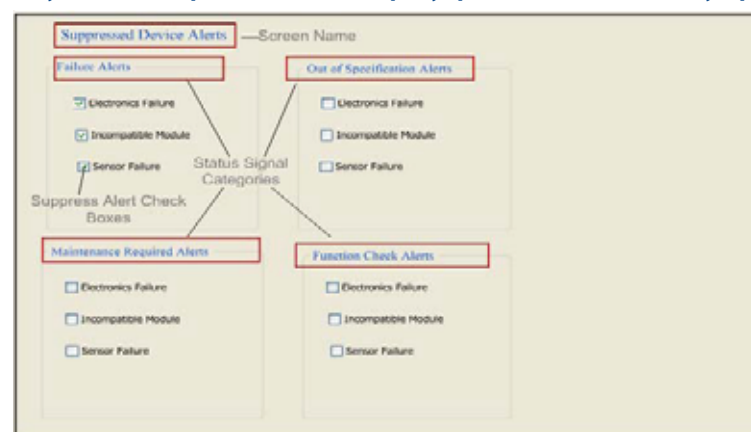 Suppressed Device Alerts
Screen Name
Failure Alerts
Electronics Failure
Incompatible Module
Sensor Failure
Suppress Alert Check
Boxes
Out of Specification Alerts
Electronics Failure
Incompatible Module
Sensor Failure
Status Signal
Categories
Maintenance Required Alerts
Electronics Failure
Incompatible Module
Sensor Failure
Function Check Alerts
Electronics Failure
Incompatible Module
Sensor Failure